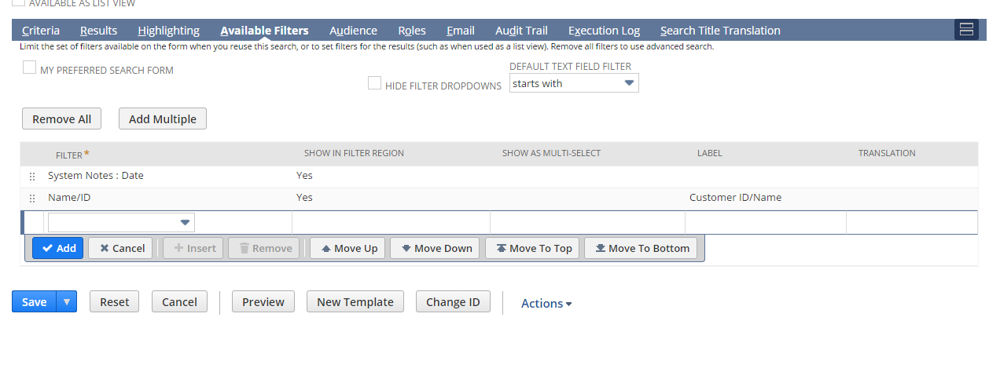 AVAILABLE AS LIST VIEW
Criteria Results Highlighting Available Filters Audience Roles Email Audit Trail Execution Log Search Title Translation
Limit the set of filters available on the form when you reuse this search, or to set filters for the results (such as when used as a list view). Remove all filters to use advanced search.
MY PREFERRED SEARCH FORM
HIDE FILTER DROPDOWNS
DEFAULT TEXT FIELD FILTER
starts with
Remove All Add Multiple
FILTER * SHOW IN FILTER REGION SHOW AS MULTI-SELECT LABEL TRANSLATION
System Notes : Date Yes
Name/ID Yes Customer ID/Name
Add Cancel Insert Remove Move Up Move Down Move To Top Move To Bottom
Save Reset Cancel Preview New Template Change ID Actions